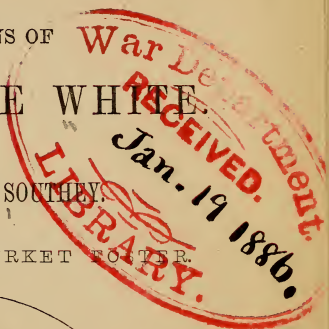 NS OF
E WHITE.
SOUTHEY.
RKET FOSTER.
War Department.
RECEIVED.
Jan. 19 1886.
LIBRARY.